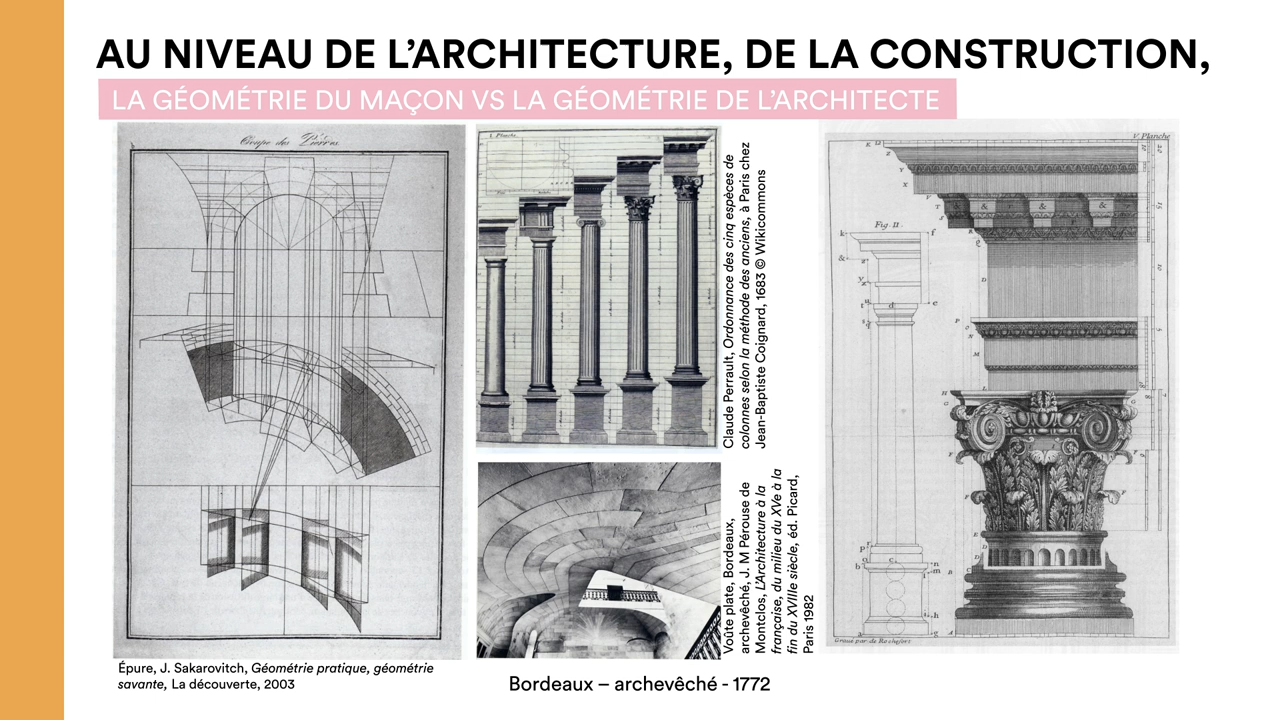 AU NIVEAU DE L'ARCHITECTURE, DE LA CONSTRUCTION,
LA GÉOMÉTRIE DU MAÇON VS LA GÉOMÉTRIE DE L'ARCHITECTE
Coupe des Pierres
Épure, J. Sakarovitch, Géométrie pratique, géométrie
savante, La découverte, 2003
Claude Perrault, Ordonnance des cinq espèces de
colonnes selon la méthode des anciens, à Paris chez
Jean-Baptiste Coignard, 1683 © Wikicommons
Voûte plate, Bordeaux,
archevêché, J. M Pérouse de
Montclos, L'Architecture à la
française, du milieu du XVe à la
fin du XVIIIe siècle, éd. Picard,
Paris 1982
Bordeaux – archevêché - 1772
V. Planche
Fig. II.